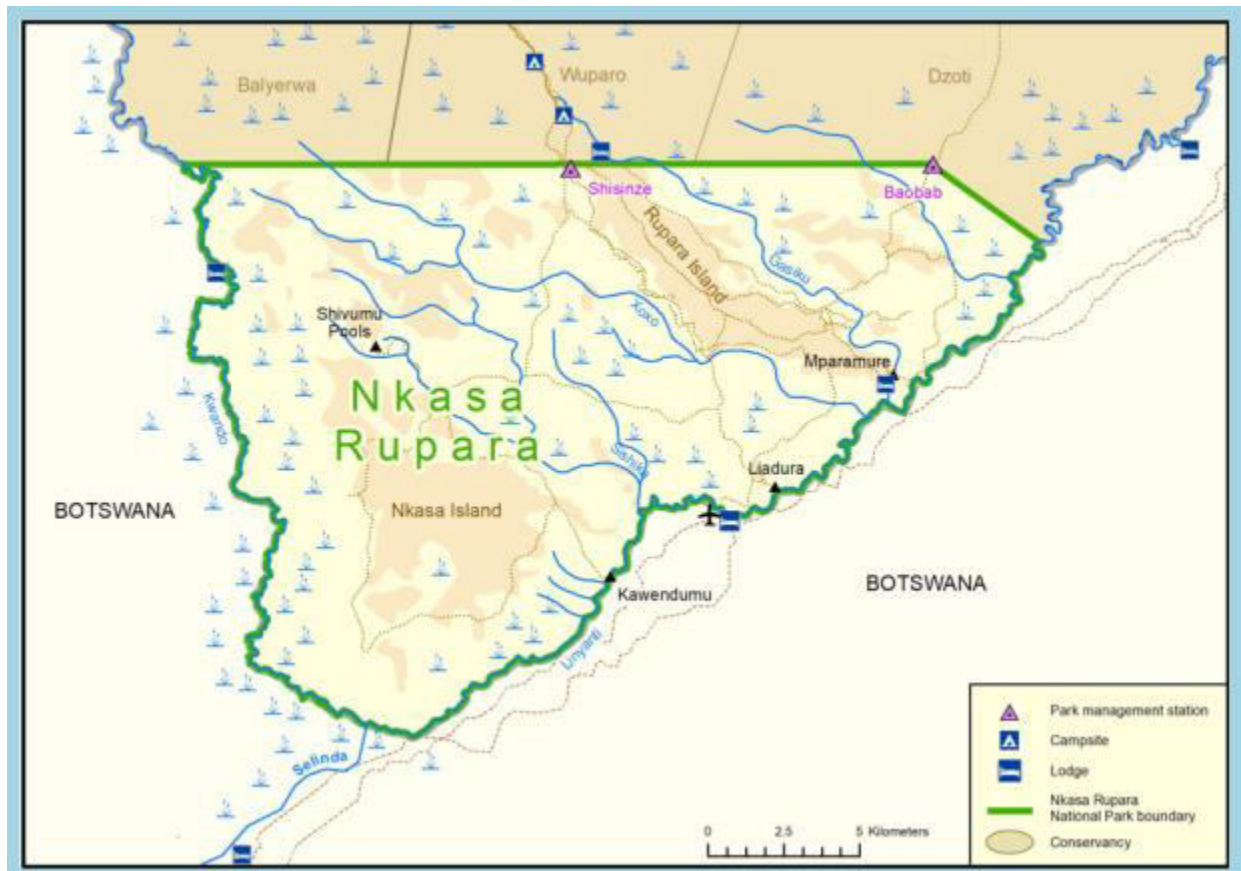 Balyerwa
Wuparo
Dzoti
Shisinze
Baobab
Rupara Island
Gasiku
Xoxo
Shivumu
Pools
Mparamure
Nkasa
Rupara
Kwando
Sishika
Liadura
BOTSWANA
Nkasa Island
BOTSWANA
Kawendumu
Linyanti
Selinda
Park management station
Campsite
Lodge
Nkasa Rupara
National Park boundary
Conservancy
0 2.5 5 Kilometers